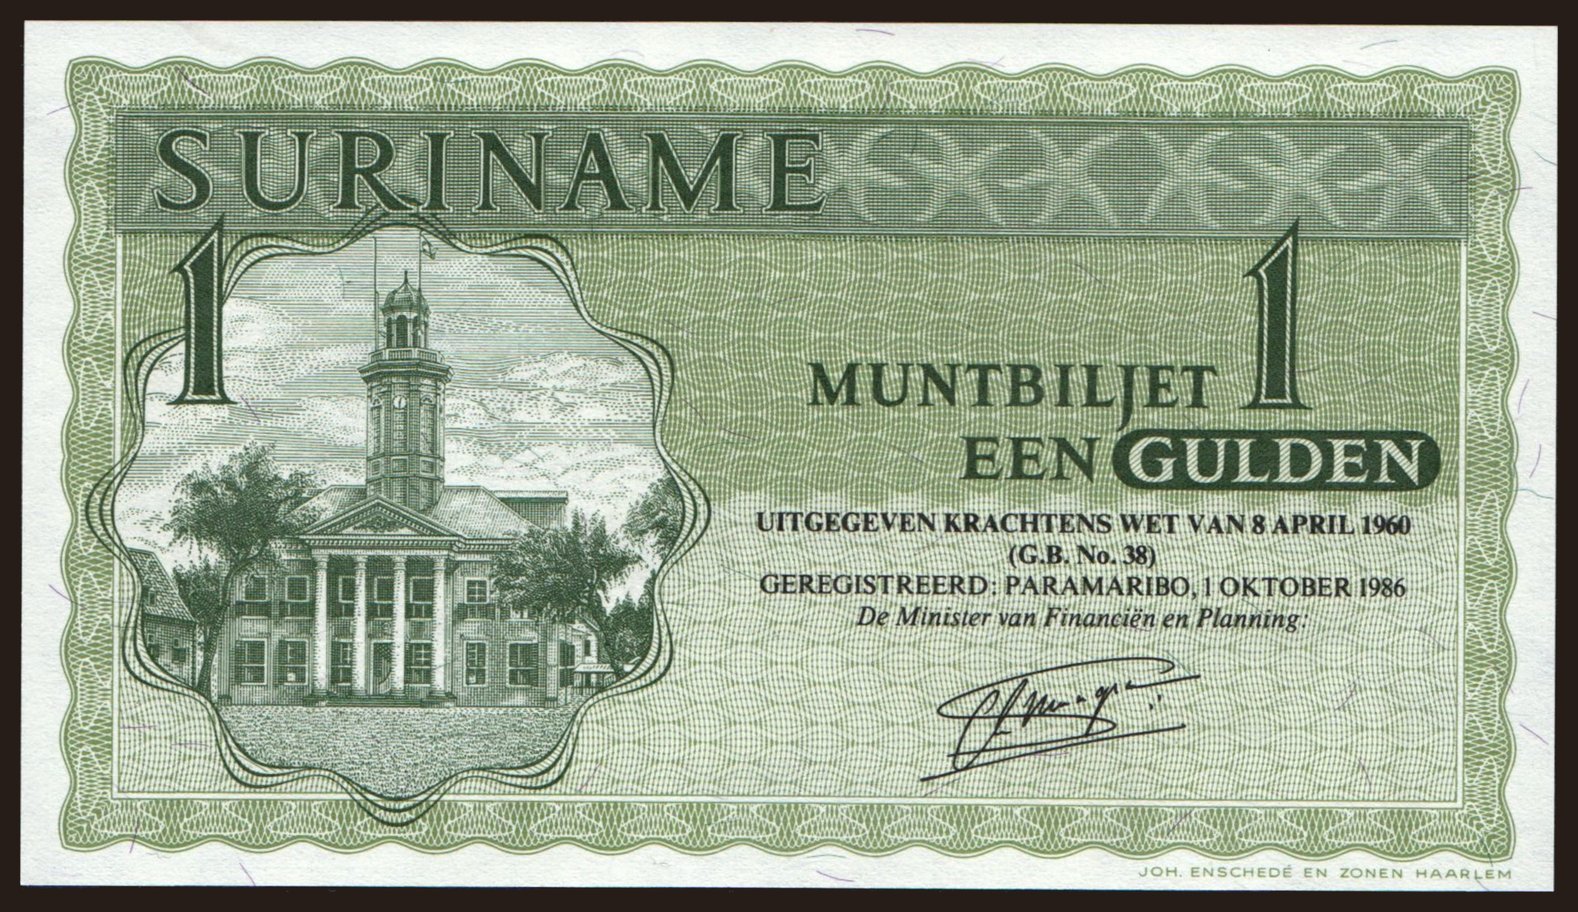 SURINAME
1
1
MUNTBILJET
EEN GULDEN
UITGEGEVEN KRACHTENS WET VAN 8 APRIL 1960
(G.B. No. 38)
GEREGISTREERD: PARAMARIBO, 1 OKTOBER 1986
De Minister van Financiën en Planning:
JOH. ENSCHEDÉ EN ZONEN HAARLEM